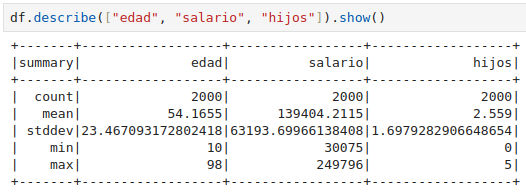 df.describe(["edad", "salario", "hijos"]).show()
+-------+------------------+-----------------+------------------+
|summary|              edad|          salario|             hijos|
+-------+------------------+-----------------+------------------+
|  count|              2000|             2000|              2000|
|   mean|           54.1655|      139404.2115|             2.559|
| stddev|23.467093172802418|63193.69966138408|1.6979282906648654|
|    min|                10|            30075|                 0|
|    max|                98|           249796|                 5|
+-------+------------------+-----------------+------------------+